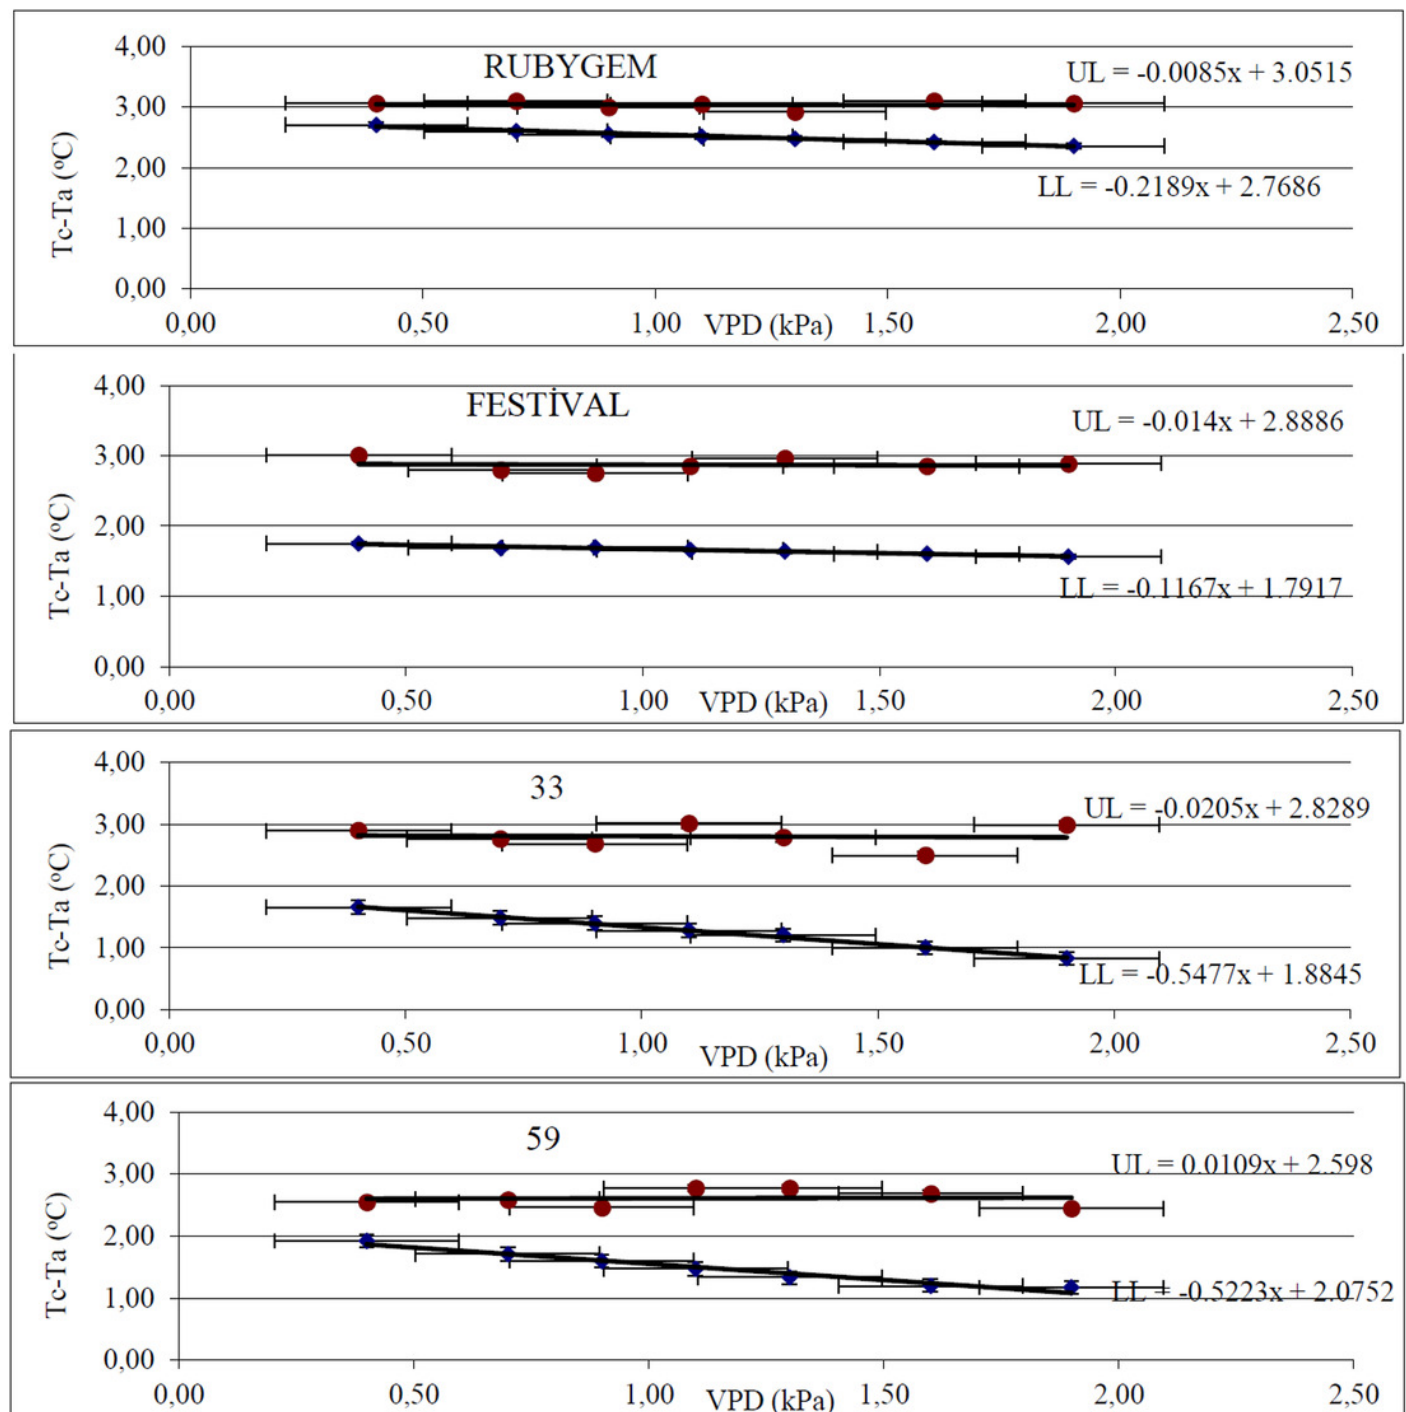 4,00
RUBYGEM
UL = -0.0085x + 3.0515
3,00
Tc-Ta (ºC)
2,00
LL = -0.2189x + 2.7686
1,00
0,00
0,00 0,50 1,00 VPD (kPa) 1,50 2,00 2,50
4,00
FESTİVAL
UL = -0.014x + 2.8886
3,00
Tc-Ta (ºC)
2,00
1,00
LL = -0.1167x + 1.7917
0,00
0,00 0,50 1,00 VPD (kPa) 1,50 2,00 2,50
4,00
33
UL = -0.0205x + 2.8289
3,00
Tc-Ta (ºC)
2,00
1,00
LL = -0.5477x + 1.8845
0,00
0,00 0,50 1,00 VPD (kPa) 1,50 2,00 2,50
4,00
59
UL = 0.0109x + 2.598
3,00
Tc-Ta (ºC)
2,00
1,00
LL = -0.5223x + 2.0752
0,00
0,00 0,50 1,00 VPD (kPa) 1,50 2,00 2,50